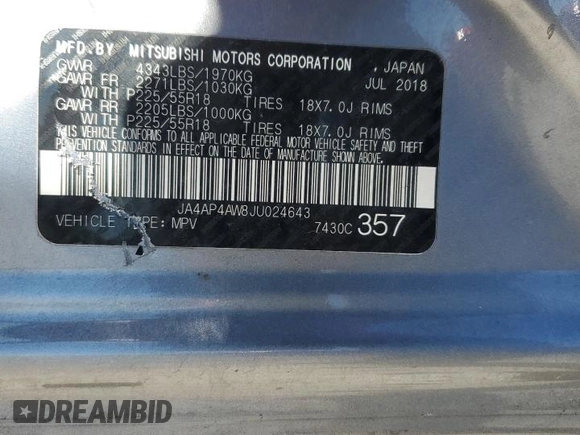 MFD.BY MITSUBISHI MOTORS CORPORATION , JAPAN
GVWR 4343LBS/1970KG JUL 2018
GAWR FR 2271LBS/1030KG
WITH P225/55R18 TIRES 18X7.0J RIMS
GAWR RR 2205LBS/1000KG
WITH P225/55R18 TIRES 18X7.0J RIMS
THIS VEHICLE CONFORMS TO ALL APPLICABLE FEDERAL MOTOR VEHICLE SAFETY AND THEFT
PREVENTION STANDARDS IN EFFECT ON THE DATE OF MANUFACTURE SHOWN ABOVE.
JA4AP4AW8JU024643
VEHICLE TYPE: MPV 7430C 357
DREAMBID